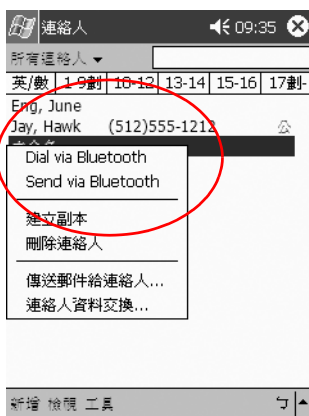 連絡人 09:35
所有連絡人
英/數 1-9劃 10-12 13-14 15-16 17劃-
Eng, June
Jay, Hawk (512)555-1212 公
Dial via Bluetooth
Send via Bluetooth
建立副本
刪除連絡人
傳送郵件給連絡人...
連絡人資料交換...
新增 檢視 工具 ㄅ